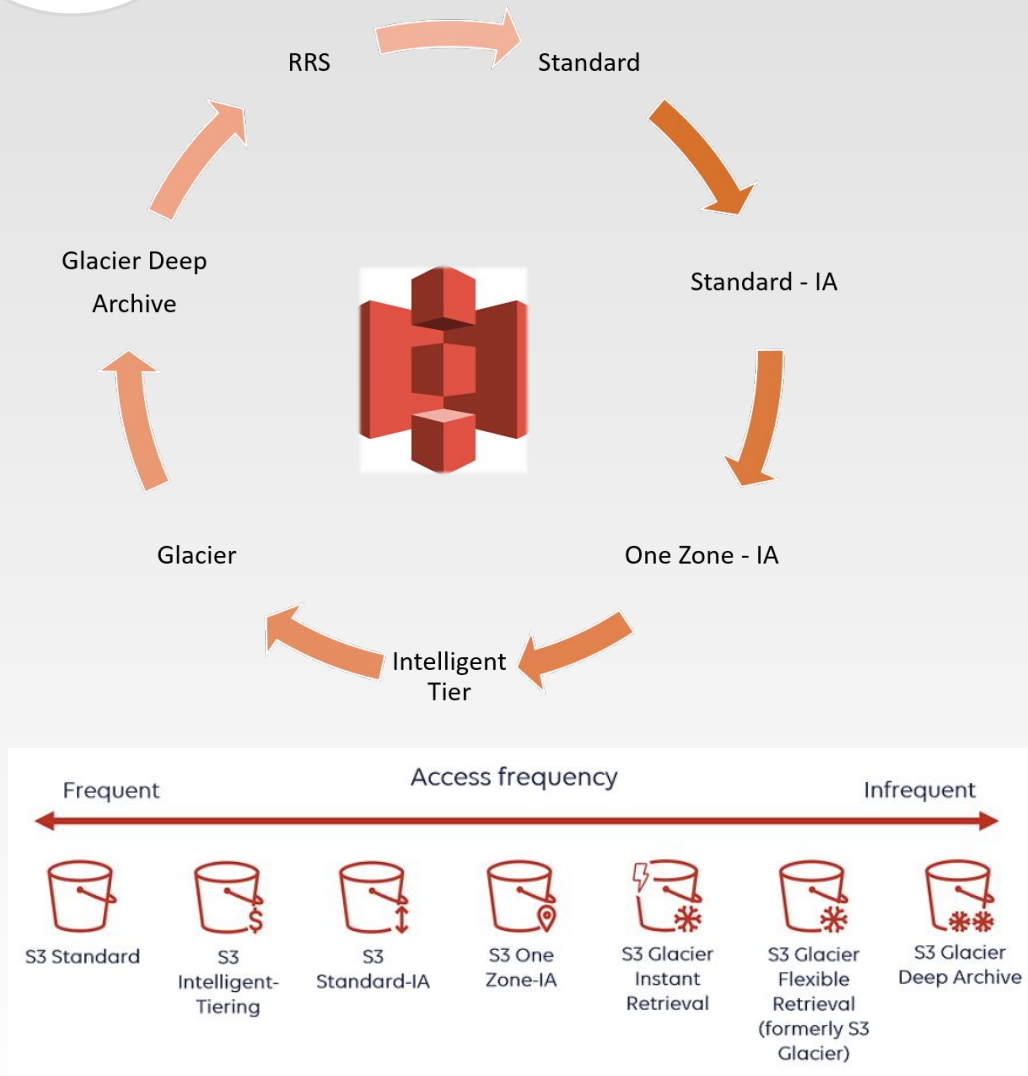 RRS
Standard
Standard - IA
One Zone - IA
Intelligent
Tier
Glacier
Glacier Deep
Archive
Access frequency
Frequent
Infrequent
S3 Standard
S3
Intelligent-
Tiering
S3
Standard-IA
S3 One
Zone-IA
S3 Glacier
Instant
Retrieval
S3 Glacier
Flexible
Retrieval
(formerly S3
Glacier)
S3 Glacier
Deep Archive